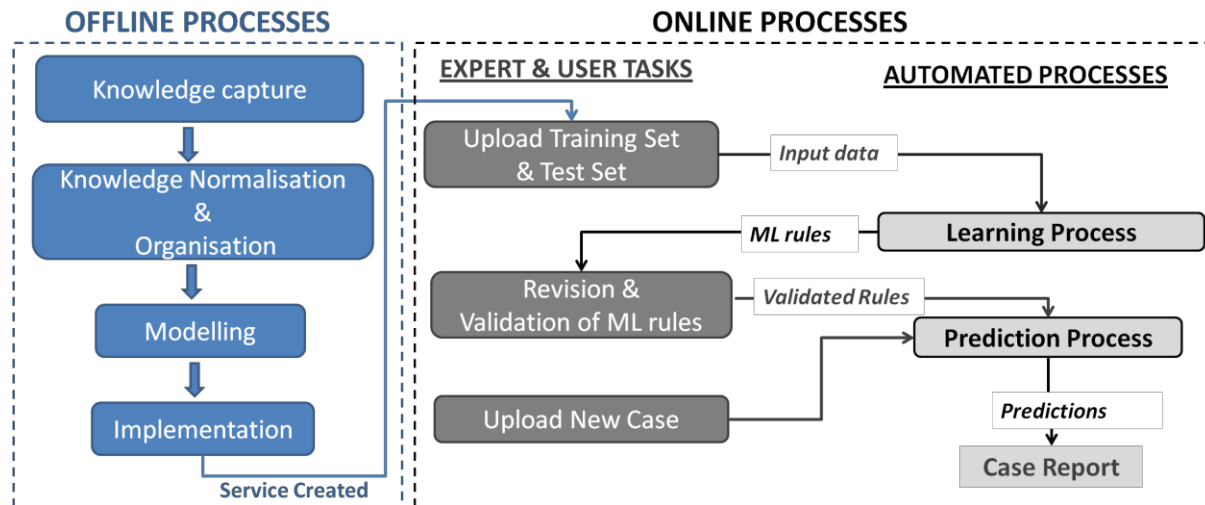 OFFLINE PROCESSES
Knowledge capture
Knowledge Normalisation
&
Organisation
Modelling
Implementation
Service Created
ONLINE PROCESSES
EXPERT & USER TASKS
AUTOMATED PROCESSES
Upload Training Set
& Test Set
Input data
Learning Process
ML rules
Revision &
Validation of ML rules
Validated Rules
Prediction Process
Upload New Case
Predictions
Case Report